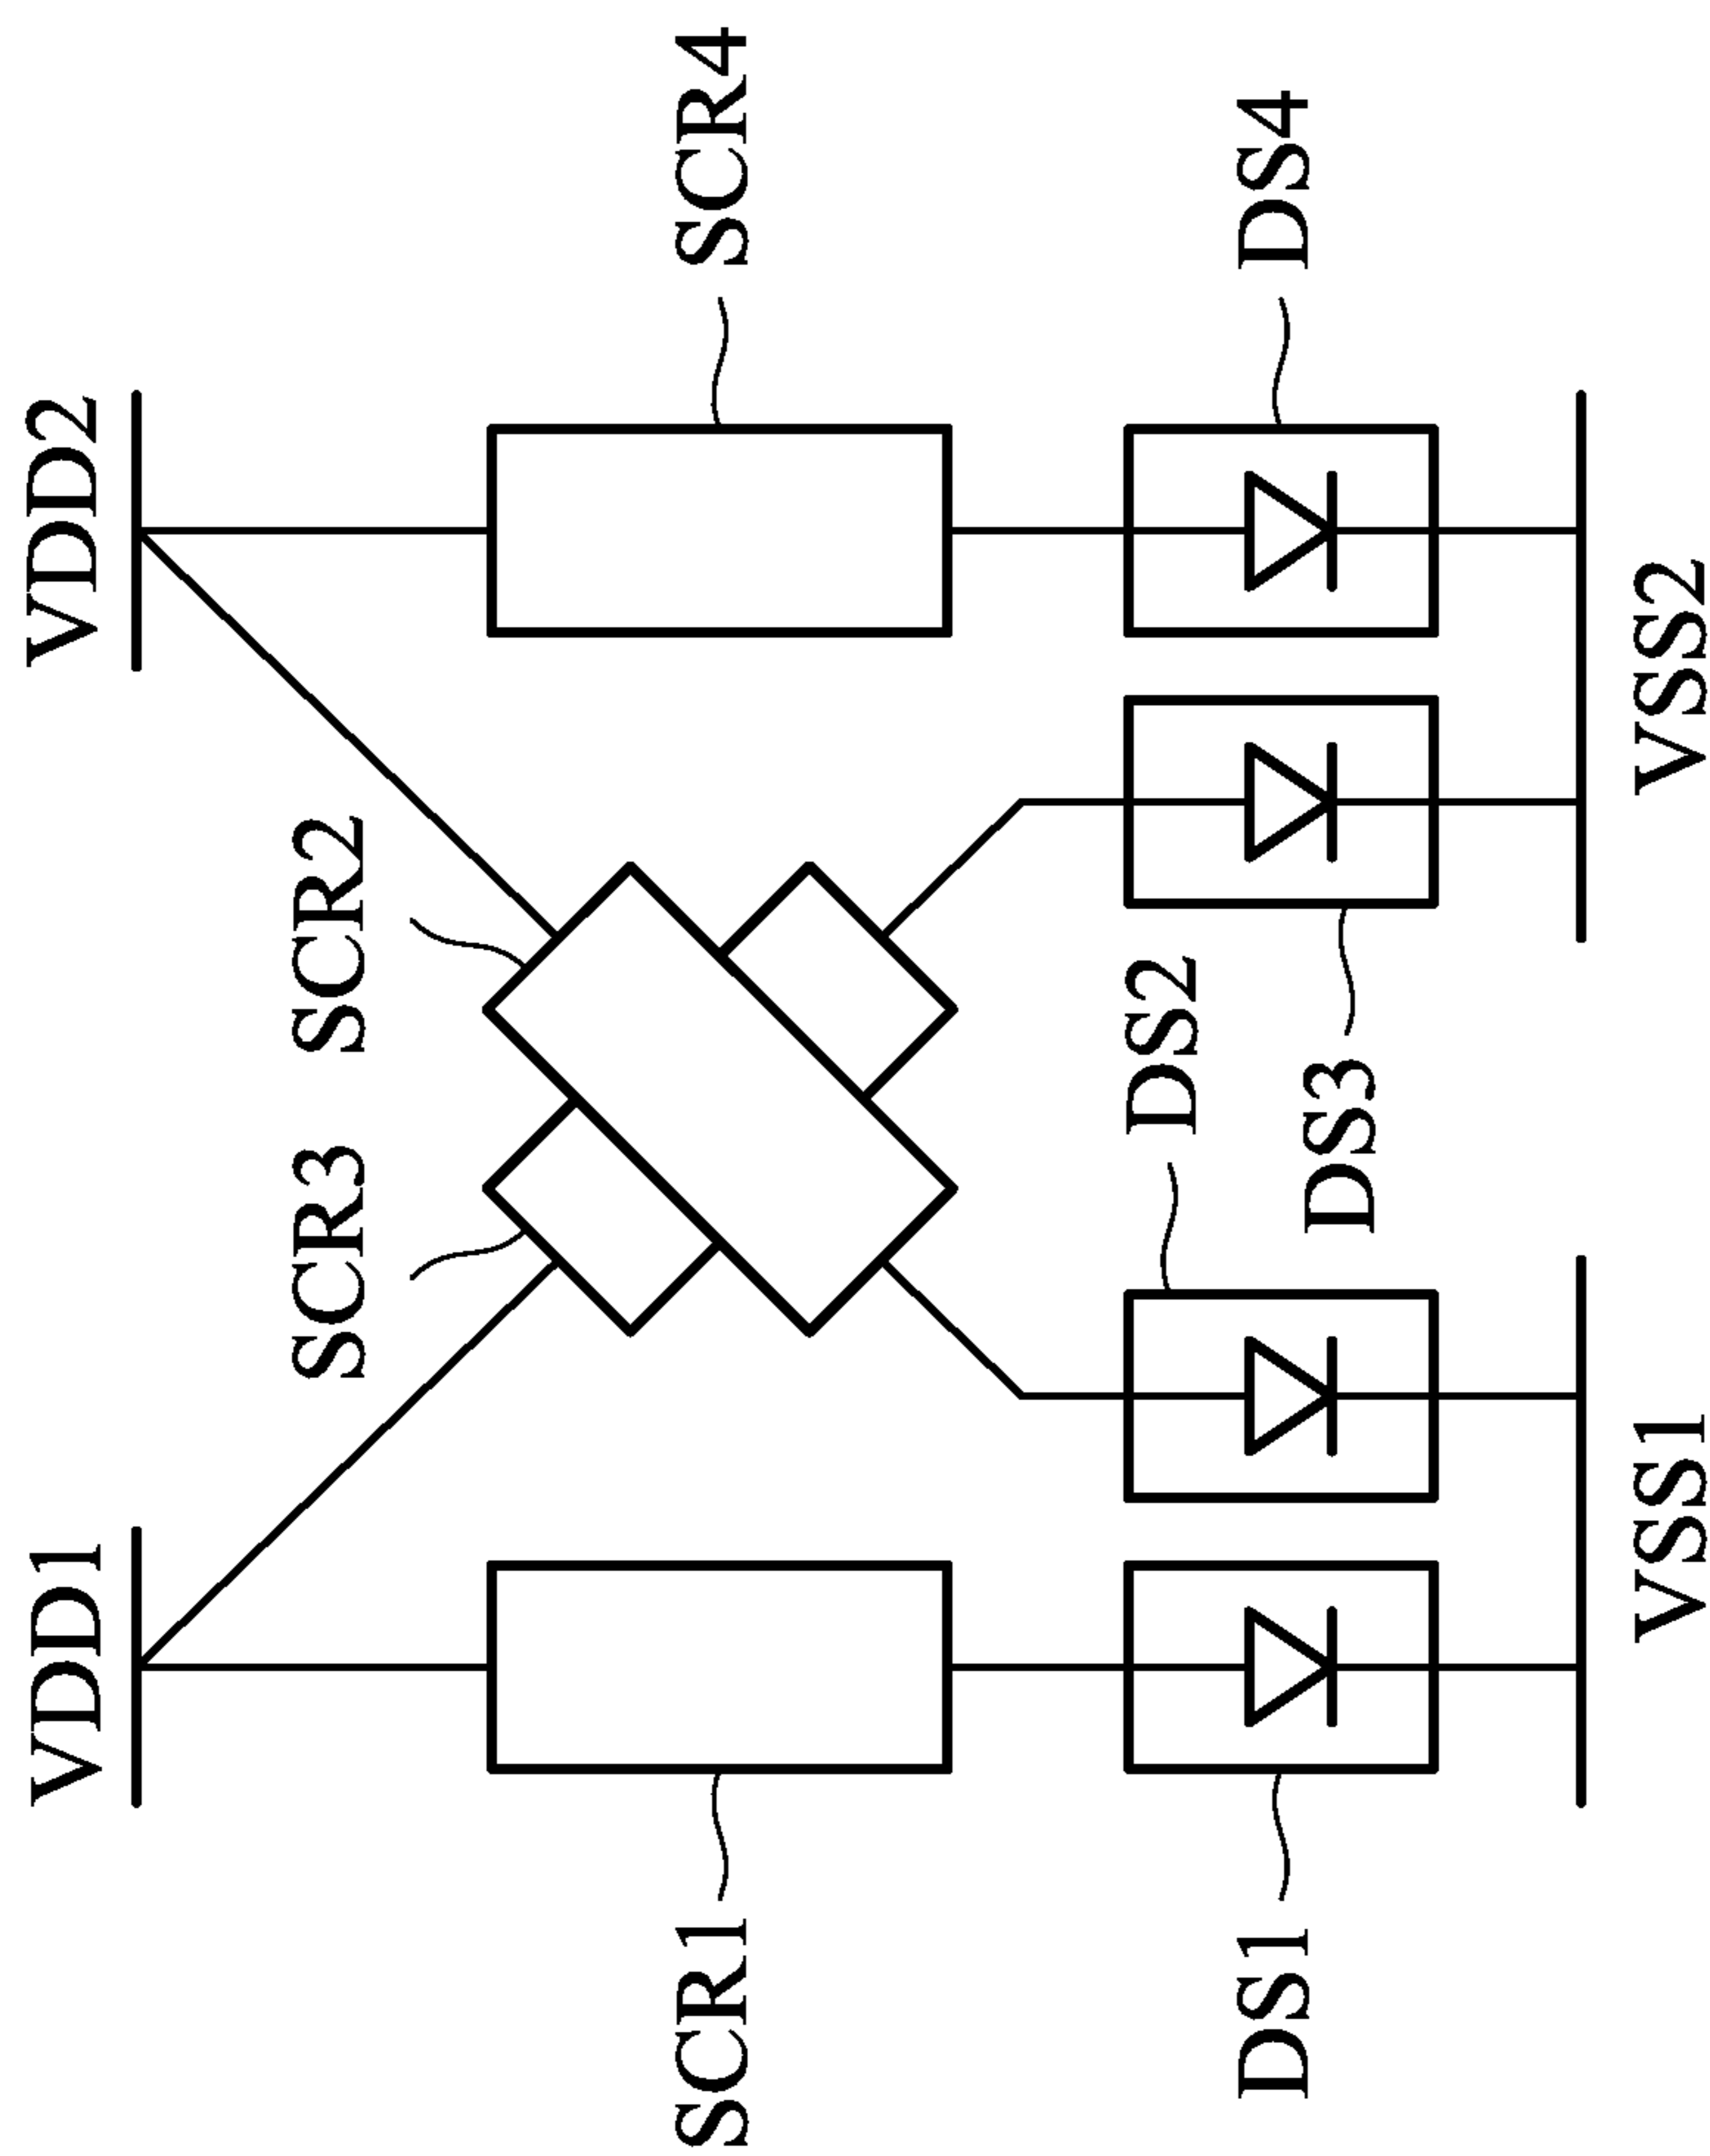 VDD1
VDD2
SCR3
SCR2
SCR1
SCR4
DS2
DS1
DS3
DS4
VSS1
VSS2